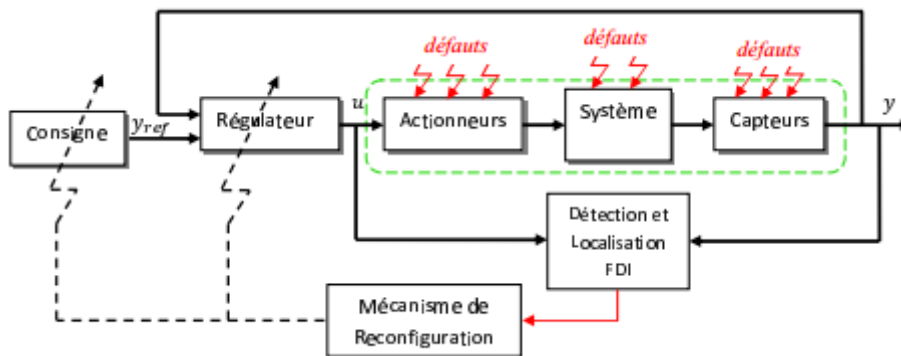 défauts
défauts
défauts
Consigne
y_ref
Régulateur
u
Actionneurs
Système
Capteurs
y
Détection et
Localisation
FDI
Mécanisme de
Reconfiguration